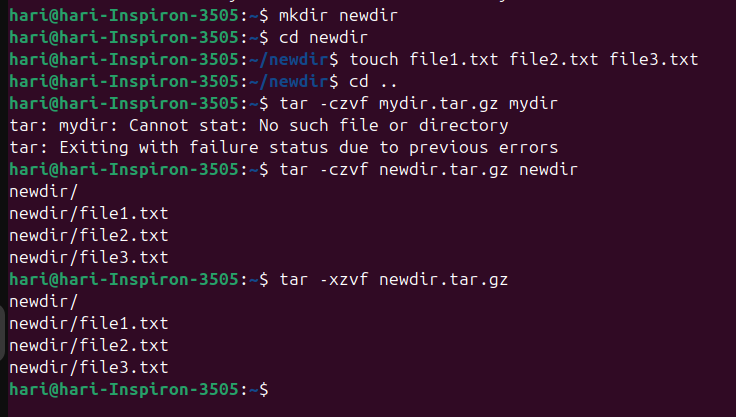 hari@hari-Inspiron-3505:~$ mkdir newdir
hari@hari-Inspiron-3505:~$ cd newdir
hari@hari-Inspiron-3505:~/newdir$ touch file1.txt file2.txt file3.txt
hari@hari-Inspiron-3505:~/newdir$ cd ..
hari@hari-Inspiron-3505:~$ tar -czvf mydir.tar.gz mydir
tar: mydir: Cannot stat: No such file or directory
tar: Exiting with failure status due to previous errors
hari@hari-Inspiron-3505:~$ tar -czvf newdir.tar.gz newdir
newdir/
newdir/file1.txt
newdir/file2.txt
newdir/file3.txt
hari@hari-Inspiron-3505:~$ tar -xzvf newdir.tar.gz
newdir/
newdir/file1.txt
newdir/file2.txt
newdir/file3.txt
hari@hari-Inspiron-3505:~$